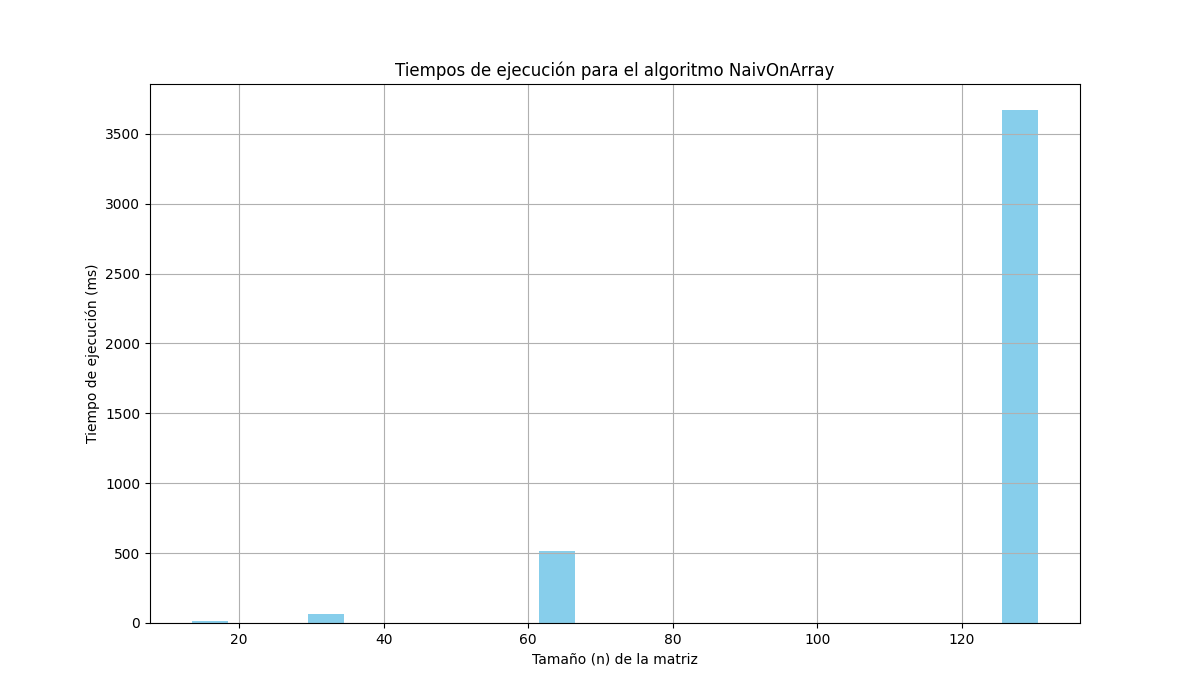 Tiempos de ejecución para el algoritmo NaivOnArray
Tiempo de ejecución (ms)
3500
3000
2500
2000
1500
1000
500
0
20 40 60 80 100 120
Tamaño (n) de la matriz